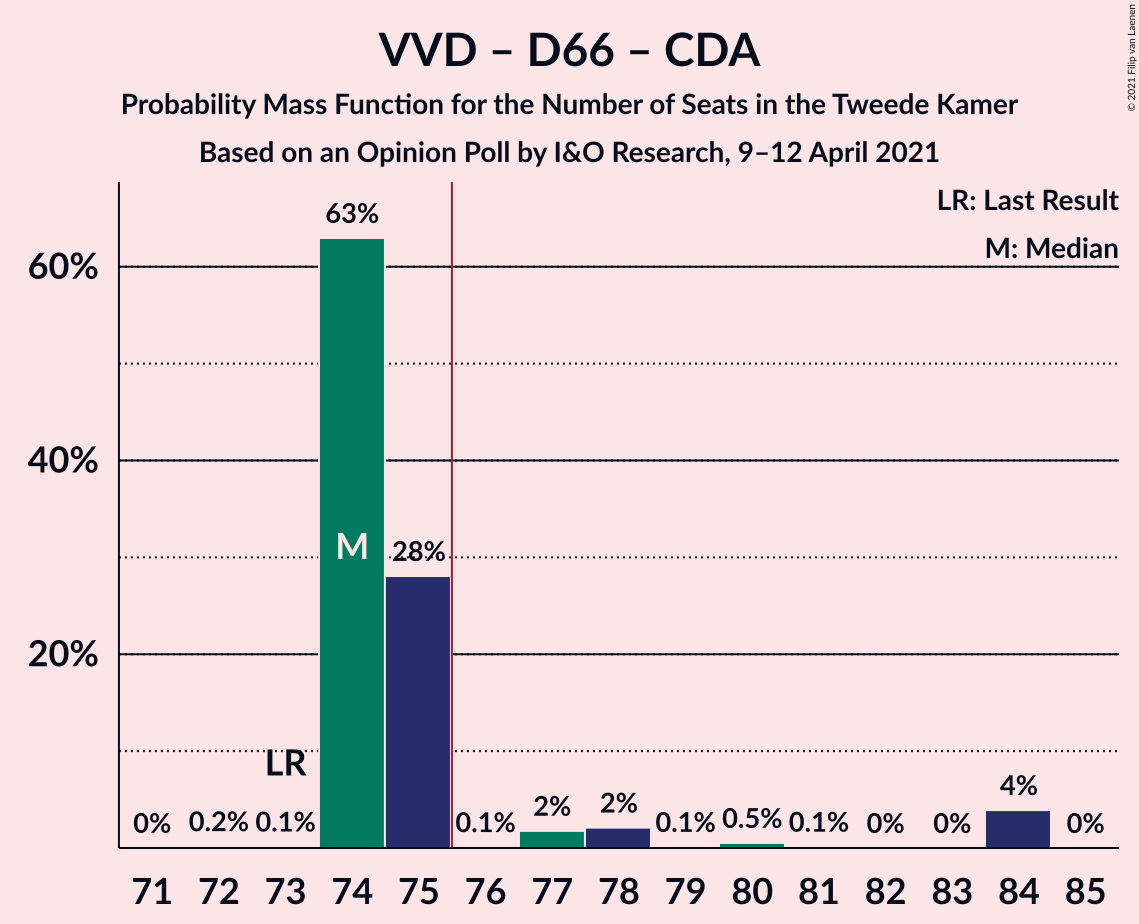 VVD – D66 – CDA
Probability Mass Function for the Number of Seats in the Tweede Kamer
Based on an Opinion Poll by I&O Research, 9–12 April 2021
© 2021 Filip van Laenen
LR: Last Result
M: Median
63%
60%
M
28%
40%
20%
LR
0%
0.2%
0.1%
0.1%
2%
2%
0.1%
0.5%
0.1%
0%
0%
4%
0%
71 72 73 74 75 76 77 78 79 80 81 82 83 84 85